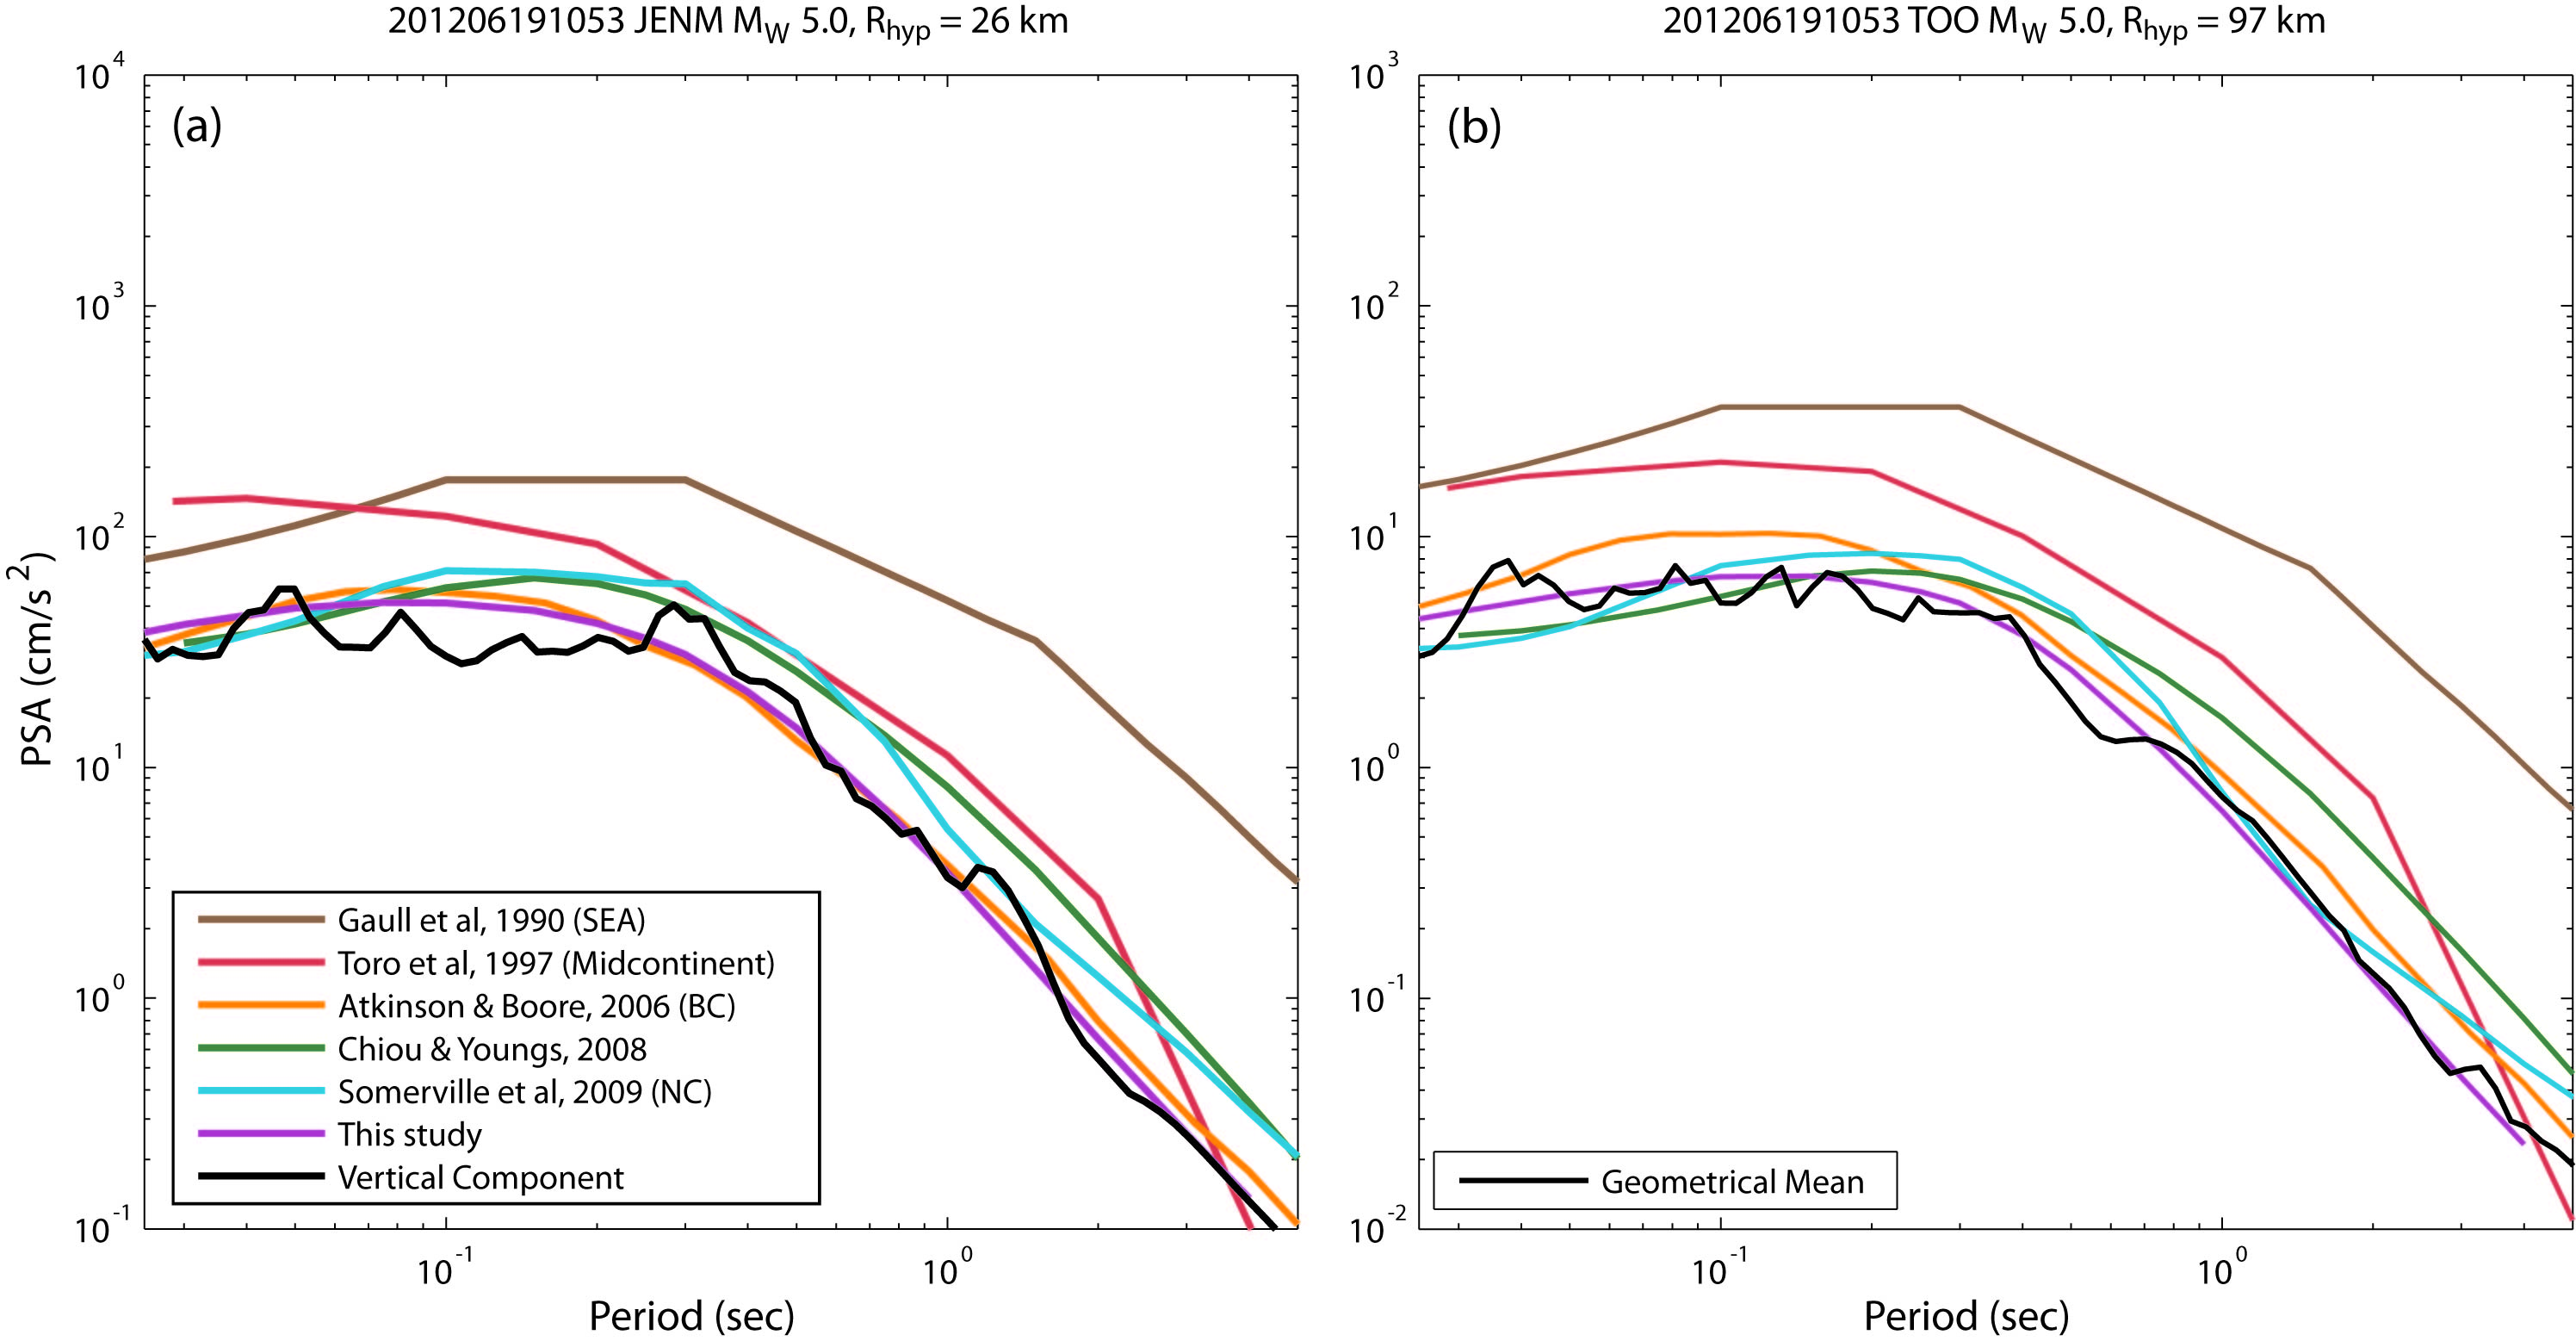 201206191053 JENM M_W 5.0, R_hyp = 26 km
(a)
10^4
10^3
10^2
10^1
10^0
10^-1
PSA (cm/s^2)
Gaull et al, 1990 (SEA)
Toro et al, 1997 (Midcontinent)
Atkinson & Boore, 2006 (BC)
Chiou & Youngs, 2008
Somerville et al, 2009 (NC)
This study
Vertical Component
10^-1
10^0
Period (sec)
201206191053 TOO M_W 5.0, R_hyp = 97 km
(b)
10^3
10^2
10^1
10^0
10^-1
10^-2
Geometrical Mean
10^-1
10^0
Period (sec)